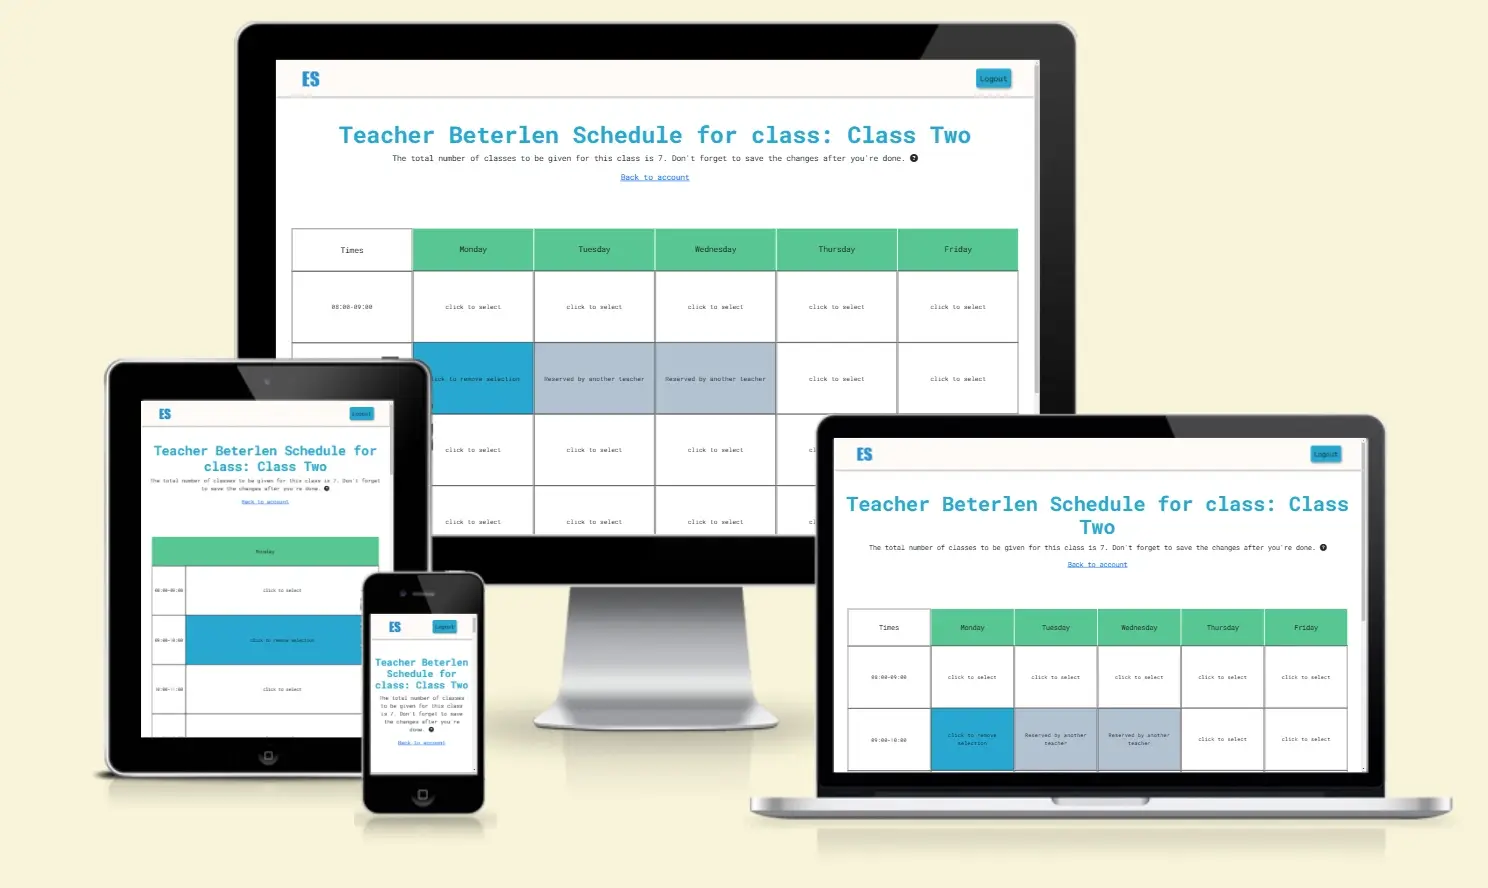 ES
Logout
Teacher Beterlen Schedule for class: Class Two
The total number of classes to be given for this class is 7. Don't forget to save the changes after you're done. ?
Back to account
Times Monday Tuesday Wednesday Thursday Friday
08:00-09:00 click to select click to select click to select click to select click to select
click to remove selection Reserved by another teacher Reserved by another teacher click to select click to select
click to select click to select click to select
click to select click to select click to select
ES
Logout
Teacher Beterlen Schedule for
class: Class Two
The total number of classes to be given for this class is 7. Don't forget
to save the changes after you're done. ?
Back to account
Monday
08:00-09:00 click to select
09:00-10:00 click to remove selection
10:00-11:00 click to select
ES
Logout
Teacher Beterlen
Schedule for
class: Class Two
The total number of classes
to be given for this class
is 7. Don't forget to save
the changes after you're
done. ?
Back to account
ES
Logout
Teacher Beterlen Schedule for class: Class
Two
The total number of classes to be given for this class is 7. Don't forget to save the changes after you're done. ?
Back to account
Times Monday Tuesday Wednesday Thursday Friday
08:00-09:00 click to select click to select click to select click to select click to select
09:00-10:00 click to remove selection Reserved by another teacher Reserved by another teacher click to select click to select